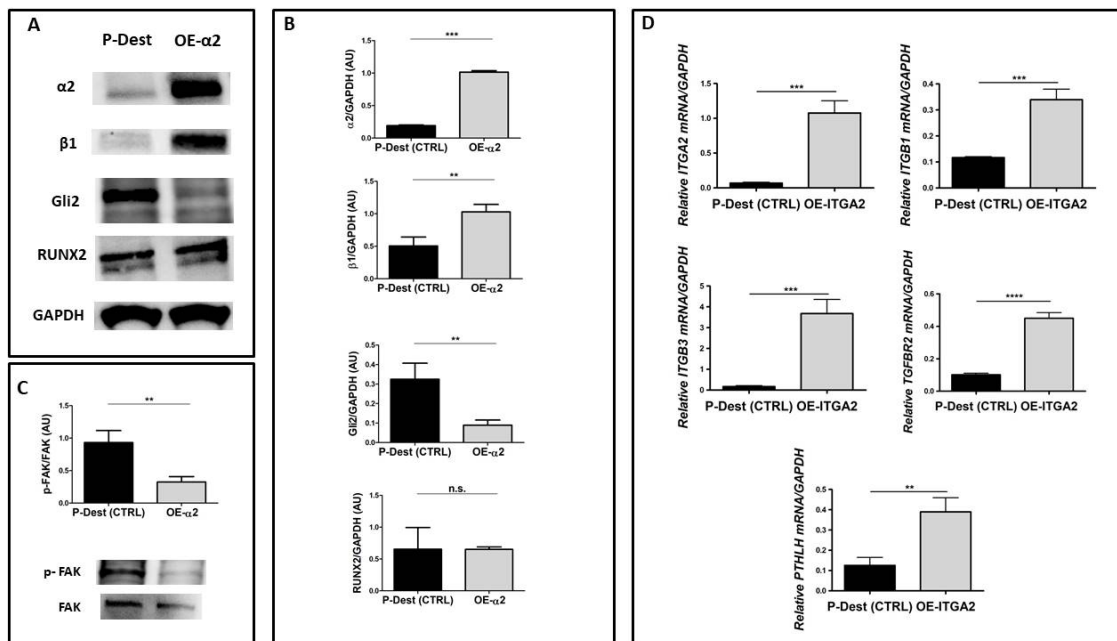 A
P-Dest OE-α2
α2
β1
Gli2
RUNX2
GAPDH
B
***
α2/GAPDH (AU)
1.5
1.0
0.5
0.0
P-Dest (CTRL) OE-α2
**
β1/GAPDH (AU)
1.5
1.0
0.5
0.0
P-Dest (CTRL) OE-α2
**
Gli2/GAPDH (AU)
0.5
0.4
0.3
0.2
0.1
0.0
P-Dest (CTRL) OE-α2
n.s.
RUNX2/GAPDH (AU)
1.5
1.0
0.5
0.0
P-Dest (CTRL) OE-α2
C
**
p-FAK/FAK (AU)
1.5
1.0
0.5
0.0
P-Dest (CTRL) OE-α2
p- FAK
FAK
D
***
Relative ITGA2 mRNA/GAPDH
1.5
1.0
0.5
0.0
P-Dest (CTRL) OE-ITGA2
***
Relative ITGB1 mRNA/GAPDH
0.4
0.3
0.2
0.1
0.0
P-Dest (CTRL) OE-ITGA2
***
Relative ITGB3 mRNA/GAPDH
5
4
3
2
1
0
P-Dest (CTRL) OE-ITGA2
****
Relative TGFBR2 mRNA/GAPDH
0.6
0.4
0.2
0.0
P-Dest (CTRL) OE-ITGA2
**
Relative PTHLH mRNA/GAPDH
0.5
0.4
0.3
0.2
0.1
0.0
P-Dest (CTRL) OE-ITGA2